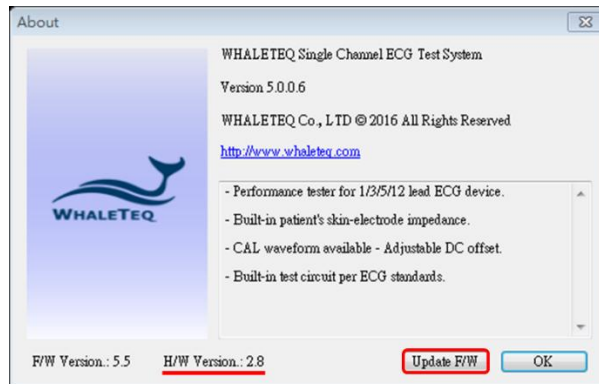 About
WHALETEQ Single Channel ECG Test System
Version 5.0.0.6
WHALETEQ Co., LTD © 2016 All Rights Reserved
http://www.whaleteq.com
WHALETEQ
- Performance tester for 1/3/5/12 lead ECG device.
- Built-in patient's skin-electrode impedance.
- CAL waveform available - Adjustable DC offset.
- Built-in test circuit per ECG standards.
F/W Version.: 5.5 H/W Version.: 2.8 Update F/W OK